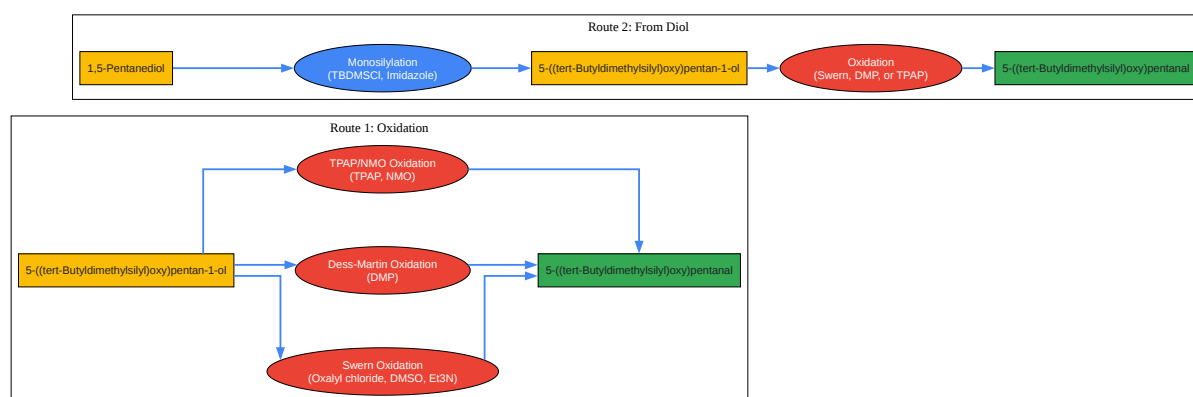 Route 2: From Diol
1,5-Pentanediol
Monosilylation
(TBDMSCl, Imidazole)
5-((tert-Butyldimethylsilyl)oxy)pentan-1-ol
Oxidation
(Swern, DMP, or TPAP)
5-((tert-Butyldimethylsilyl)oxy)pentanal
Route 1: Oxidation
TPAP/NMO Oxidation
(TPAP, NMO)
5-((tert-Butyldimethylsilyl)oxy)pentan-1-ol
Dess-Martin Oxidation
(DMP)
5-((tert-Butyldimethylsilyl)oxy)pentanal
Swern Oxidation
(Oxalyl chloride, DMSO, Et3N)